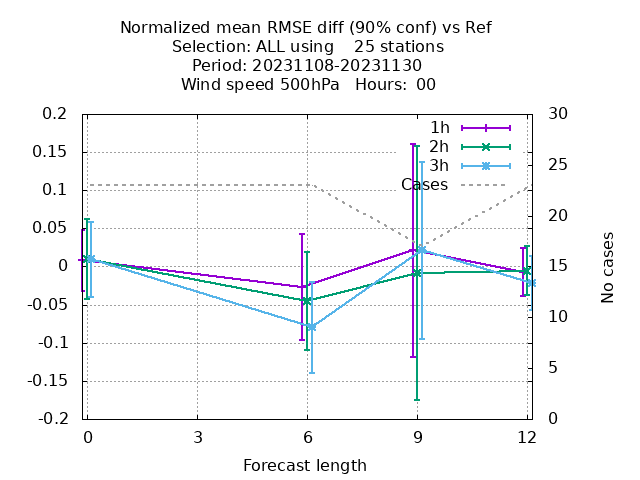 Normalized mean RMSE diff (90% conf) vs Ref
Selection: ALL using    25 stations
Period: 20231108-20231130
Wind speed 500hPa   Hours:  00
0.2
0.15
0.1
0.05
0
-0.05
-0.1
-0.15
-0.2
1h
2h
3h
Cases
30
25
20
15
10
5
0
No cases
0 3 6 9 12
Forecast length